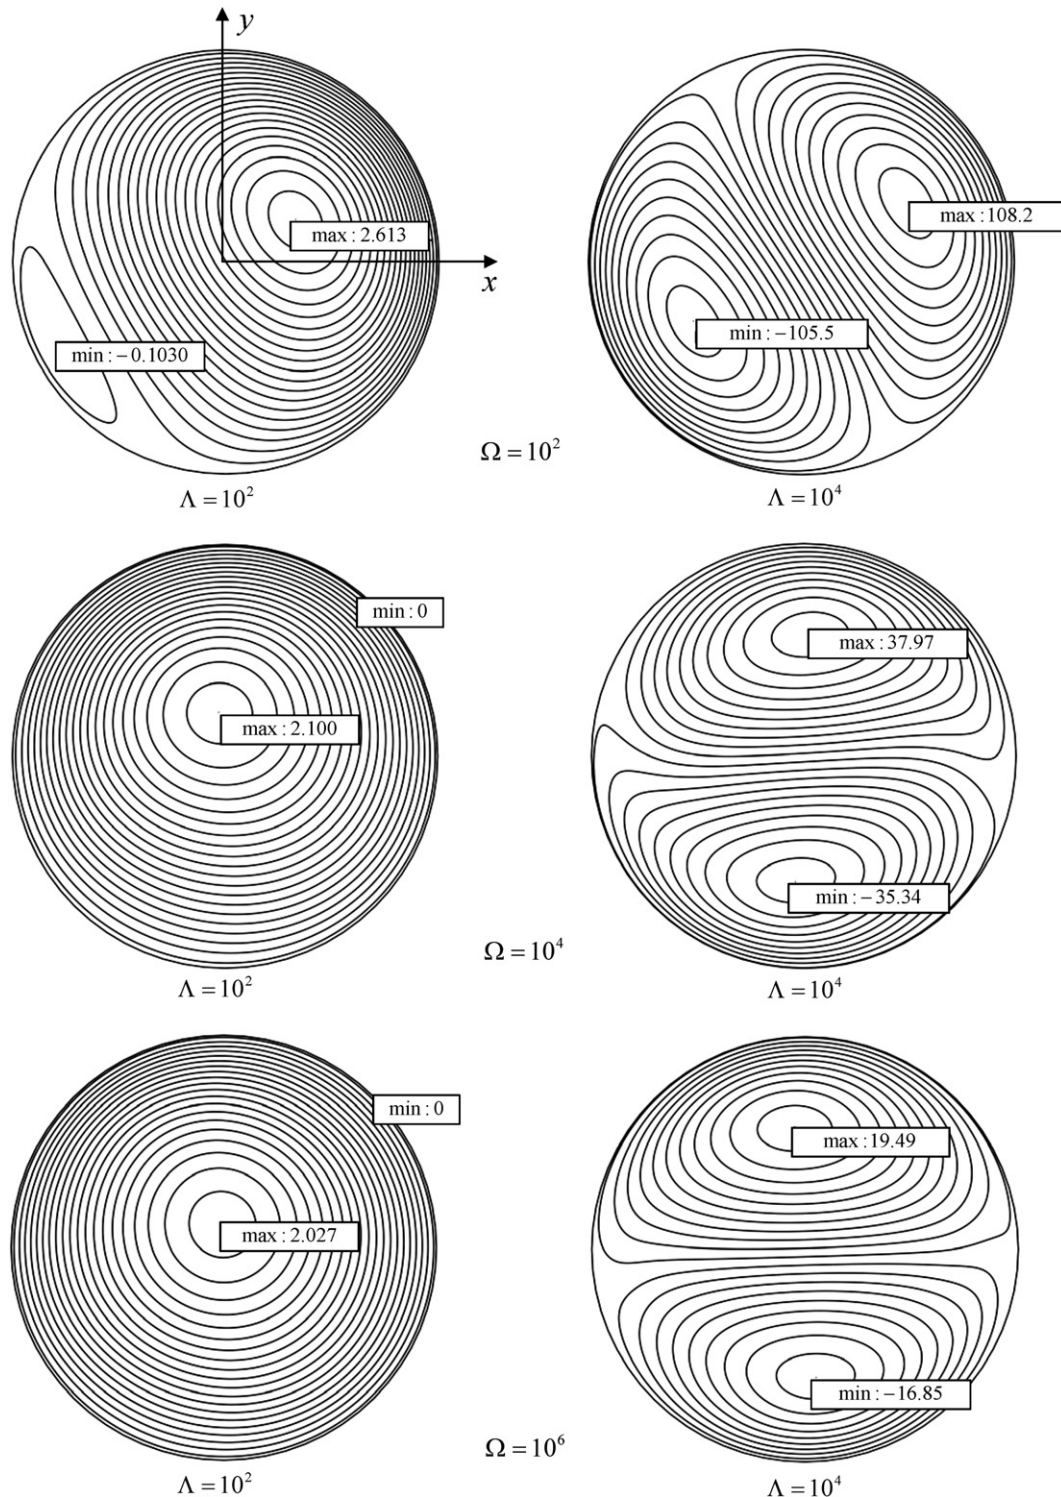 y
max : 2.613
x
min : −0.1030
max : 108.2
min : −105.5
Ω = 10²
Λ = 10²
Λ = 10⁴
min : 0
max : 2.100
max : 37.97
min : −35.34
Ω = 10⁴
Λ = 10²
Λ = 10⁴
min : 0
max : 2.027
max : 19.49
min : −16.85
Ω = 10⁶
Λ = 10²
Λ = 10⁴